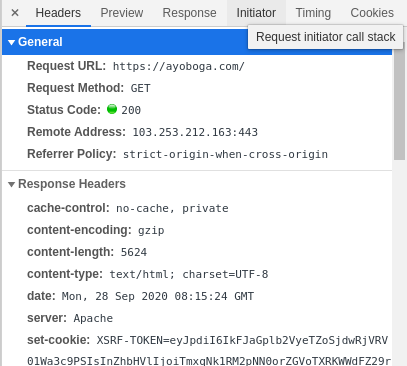 × Headers Preview Response Initiator Timing Cookies
Request initiator call stack
General
Request URL: https://ayoboga.com/
Request Method: GET
Status Code: 200
Remote Address: 103.253.212.163:443
Referrer Policy: strict-origin-when-cross-origin
Response Headers
cache-control: no-cache, private
content-encoding: gzip
content-length: 5624
content-type: text/html; charset=UTF-8
date: Mon, 28 Sep 2020 08:15:24 GMT
server: Apache
set-cookie: XSRF-TOKEN=eyJpdiI6IkFJaGplb2VyeTZoSjdwRjVRV
01Wa3c9PSIsInZhbHVlIjoiTmxqNk1RM2pNN0orZGVoTXRKWWdFZ29r